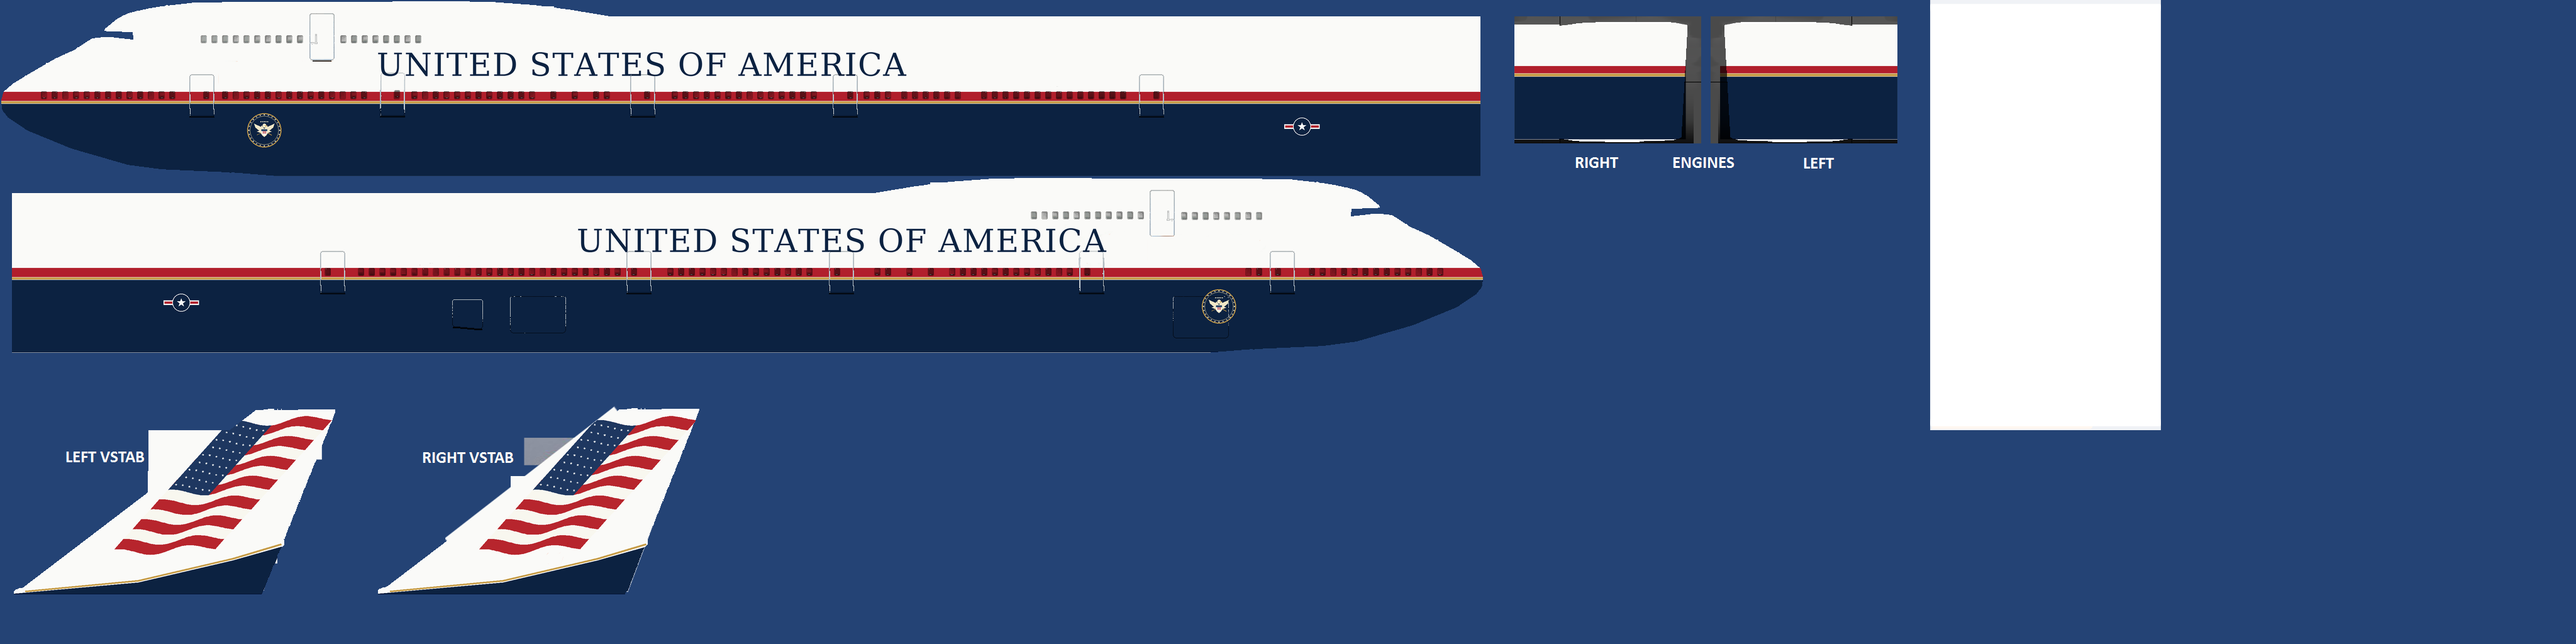 UNITED STATES OF AMERICA
RIGHT ENGINES LEFT
UNITED STATES OF AMERICA
LEFT VSTAB
RIGHT VSTAB